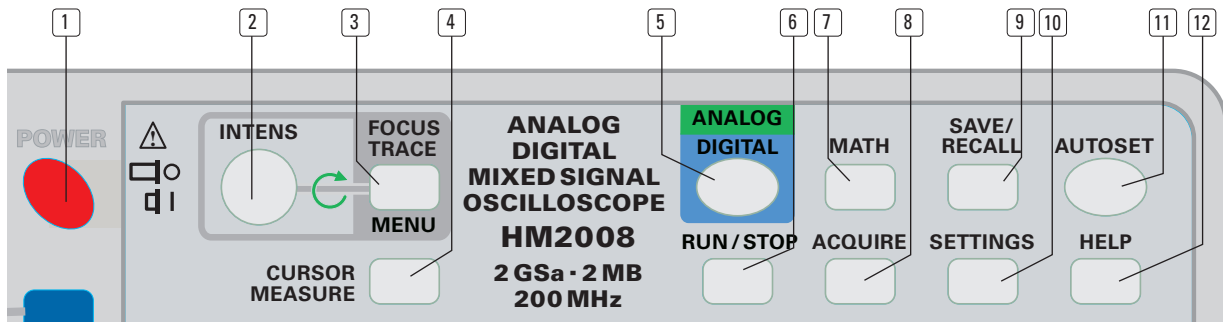 1 2 3 4 5 6 7 8 9 10 11 12
POWER
INTENS
FOCUS
TRACE
MENU
CURSOR
MEASURE
ANALOG
DIGITAL
MIXED SIGNAL
OSCILLOSCOPE
HM2008
2 GSa · 2 MB
200 MHz
ANALOG
DIGITAL
RUN / STOP
MATH
ACQUIRE
SAVE/
RECALL
SETTINGS
AUTOSET
HELP